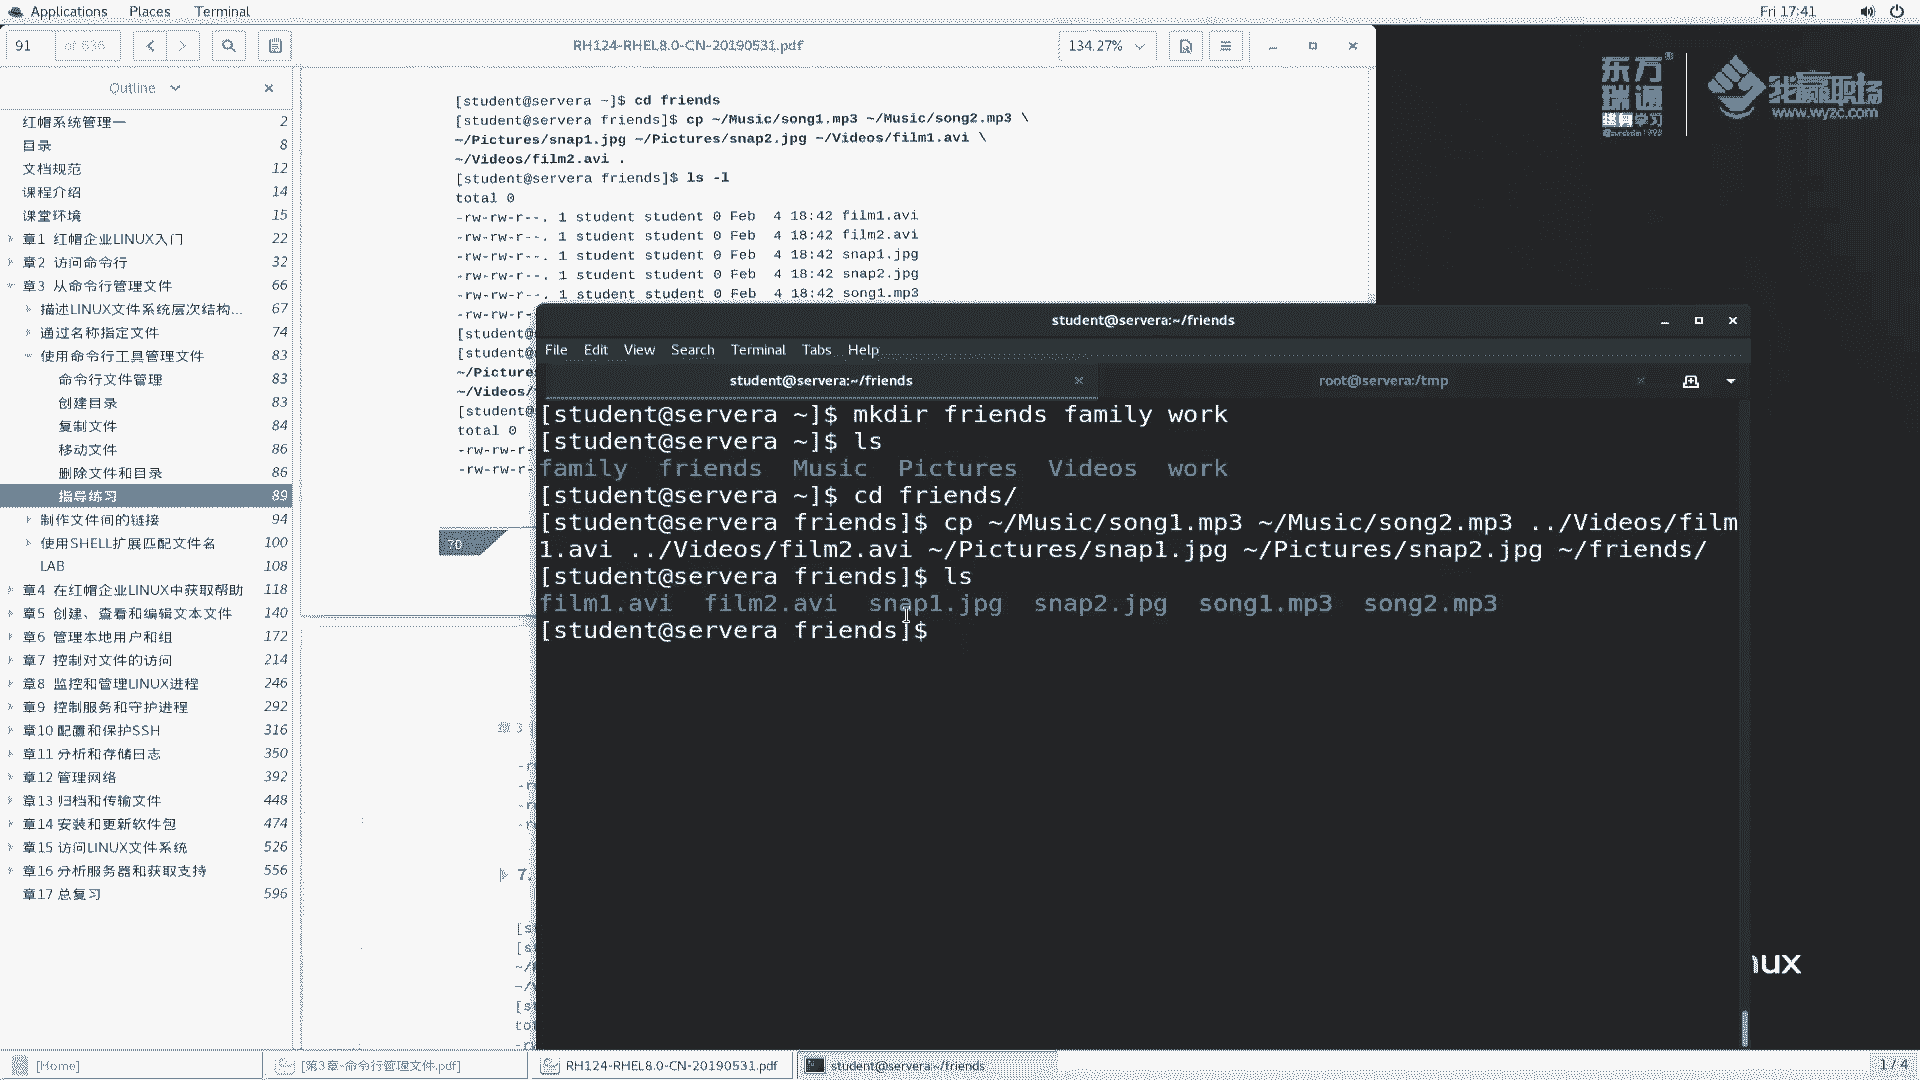 Applications Places Terminal
Fri 17:41
91 of 636
RH124-RHEL8.0-CN-20190531.pdf
134.27%
东方瑞通
www.wyzc.com
Outline
红帽系统管理一 2
目录 8
文档规范 12
课程介绍 14
课堂环境 15
章1 红帽企业LINUX入门 22
章2 访问命令行 32
章3 从命令行管理文件 66
描述LINUX文件系统层次结构... 67
通过名称指定文件 74
使用命令行工具管理文件 83
命令行文件管理 83
创建目录 83
复制文件 84
移动文件 86
删除文件和目录 86
指导练习 89
制作文件间的链接 94
使用SHELL扩展匹配文件名 100
LAB 108
章4 在红帽企业LINUX中获取帮助 118
章5 创建、查看和编辑文本文件 140
章6 管理本地用户和组 172
章7 控制对文件的访问 214
章8 监控和管理LINUX进程 246
章9 控制服务和守护进程 292
章10 配置和保护SSH 316
章11 分析和存储日志 350
章12 管理网络 392
章13 归档和传输文件 448
章14 安装和更新软件包 474
章15 访问LINUX文件系统 526
章16 分析服务器和获取支持 556
章17 总复习 596
[student@servera ~]$ cd friends
[student@servera friends]$ cp ~/Music/song1.mp3 ~/Music/song2.mp3 \
~/Pictures/snap1.jpg ~/Pictures/snap2.jpg ~/Videos/film1.avi \
~/Videos/film2.avi .
[student@servera friends]$ ls -l
total 0
-rw-rw-r--. 1 student student 0 Feb  4 18:42 film1.avi
-rw-rw-r--. 1 student student 0 Feb  4 18:42 film2.avi
-rw-rw-r--. 1 student student 0 Feb  4 18:42 snap1.jpg
-rw-rw-r--. 1 student student 0 Feb  4 18:42 snap2.jpg
-rw-rw-r--. 1 student student 0 Feb  4 18:42 song1.mp3
-rw-rw-r-
[student@
[student@
~/Picture
~/Videos/
[student@
total 0
-rw-rw-r-
-rw-rw-r-
70
章 3
7.
student@servera:~/friends
File Edit View Search Terminal Tabs Help
student@servera:~/friends root@servera:/tmp
[student@servera ~]$ mkdir friends family work
[student@servera ~]$ ls
family  friends  Music  Pictures  Videos  work
[student@servera ~]$ cd friends/
[student@servera friends]$ cp ~/Music/song1.mp3 ~/Music/song2.mp3 ../Videos/film
1.avi ../Videos/film2.avi ~/Pictures/snap1.jpg ~/Pictures/snap2.jpg ~/friends/
[student@servera friends]$ ls
film1.avi  film2.avi  snap1.jpg  snap2.jpg  song1.mp3  song2.mp3
[student@servera friends]$
nux
[Home] [第3章-命令行管理文件.pdf] RH124-RHEL8.0-CN-20190531.pdf student@servera:~/friends 1 / 4